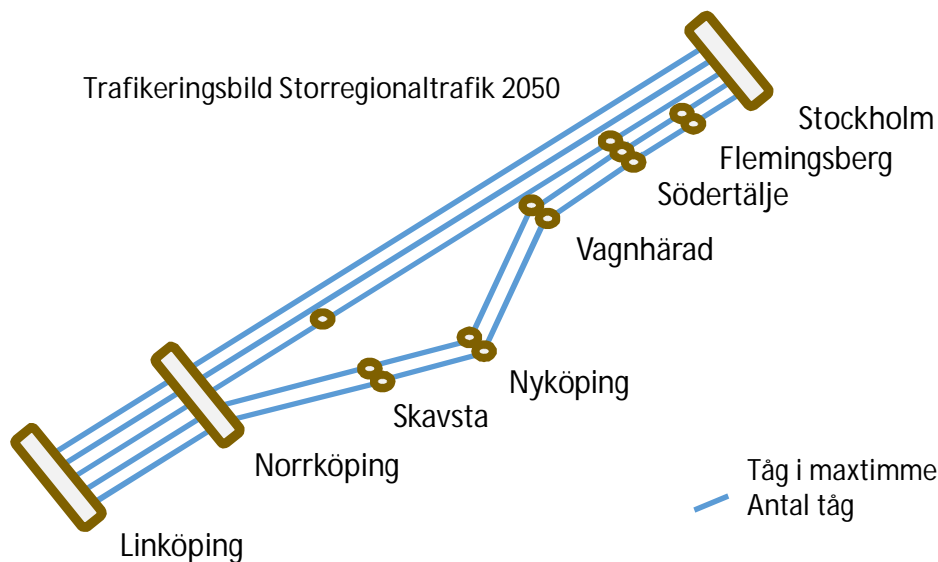 Trafikeringsbild Storregionaltrafik 2050
Stockholm
Flemingsberg
Södertälje
Vagnhärad
Nyköping
Skavsta
Norrköping
Linköping
Tåg i maxtimme
Antal tåg